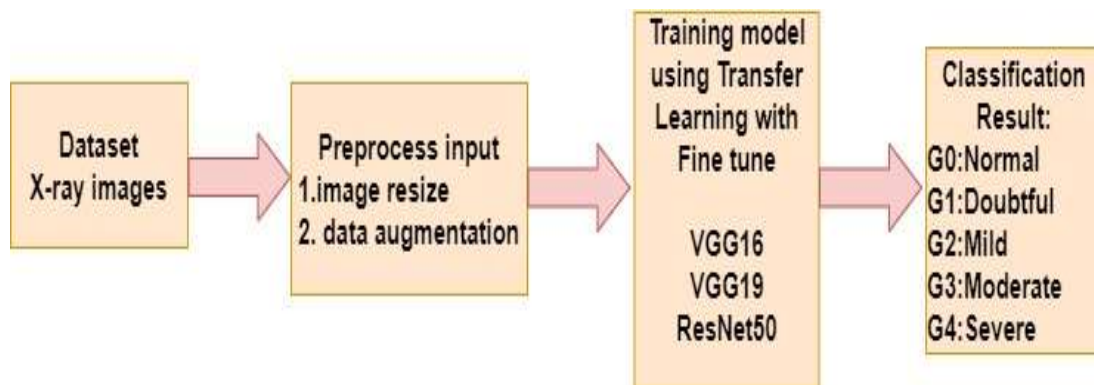 Dataset
X-ray images
Preprocess input
1.image resize
2. data augmentation
Training model
using Transfer
Learning with
Fine tune
VGG16
VGG19
ResNet50
Classification
Result:
G0:Normal
G1:Doubtful
G2:Mild
G3:Moderate
G4:Severe